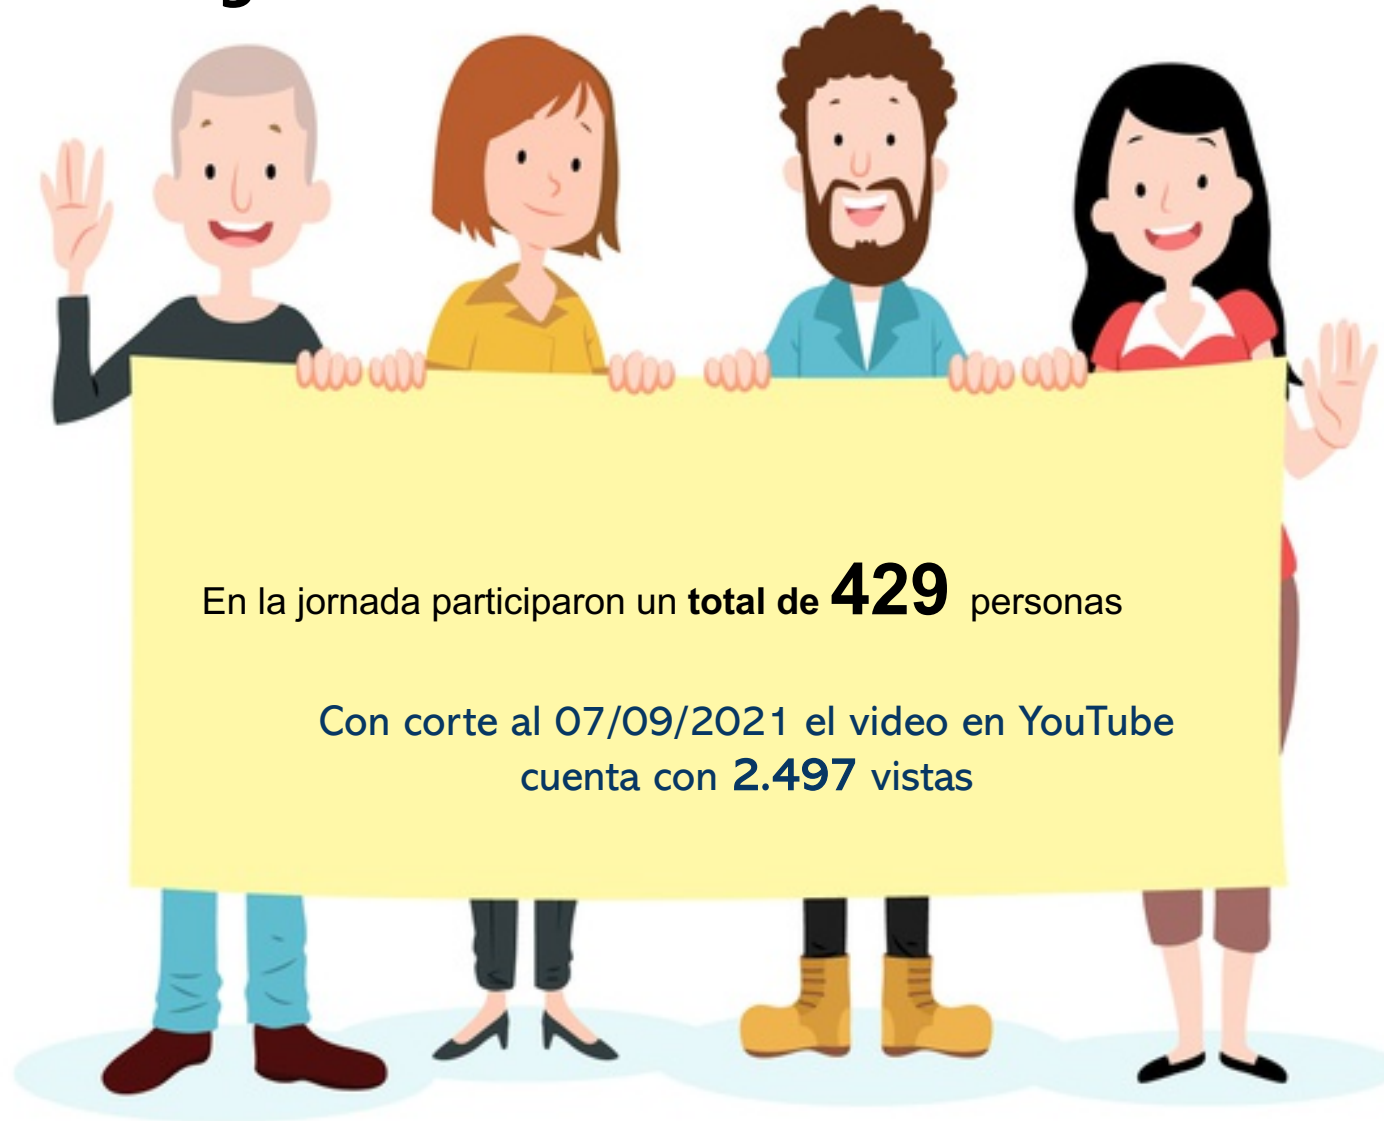 En la jornada participaron un total de 429 personas
Con corte al 07/09/2021 el video en YouTube
cuenta con 2.497 vistas